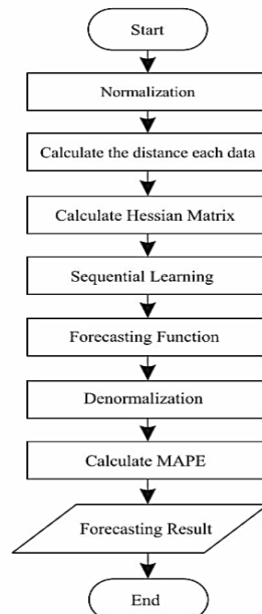 Start
Normalization
Calculate the distance each data
Calculate Hessian Matrix
Sequential Learning
Forecasting Function
Denormalization
Calculate MAPE
Forecasting Result
End